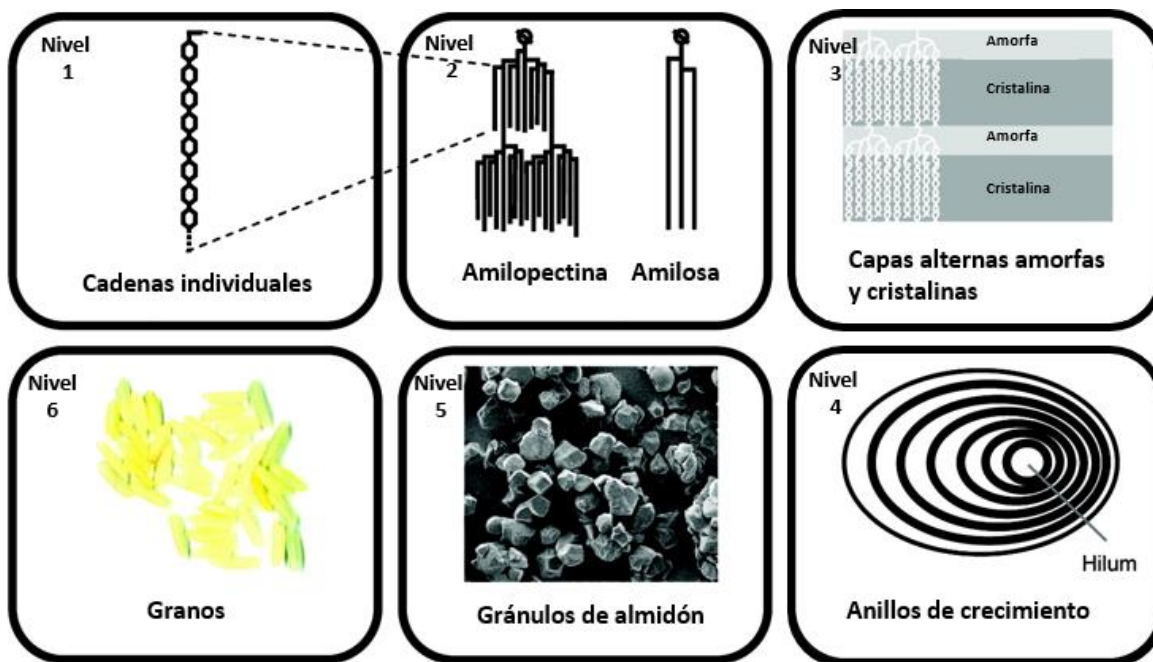 Nivel
1
Cadenas individuales
Nivel
2
Amilopectina
Amilosa
Nivel
3
Amorfa
Cristalina
Amorfa
Cristalina
Capas alternas amorfas
y cristalinas
Nivel
6
Granos
Nivel
5
Gránulos de almidón
Nivel
4
Hilum
Anillos de crecimiento